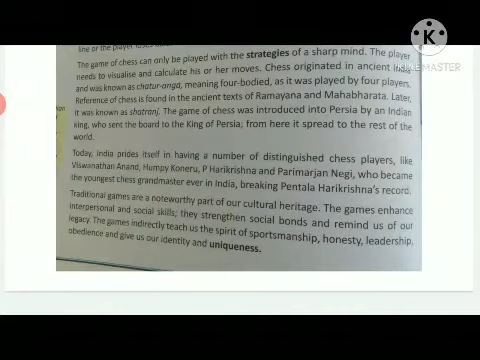 line or the player loses
The game of chess can only be played with the strategies of a sharp mind. The player
needs to visualise and calculate his or her moves. Chess originated in ancient India
and was known as chatur-anga, meaning four-bodied, as it was played by four players.
Reference of chess is found in the ancient texts of Ramayana and Mahabharata. Later,
it was known as shatranj. The game of chess was introduced into Persia by an Indian
king, who sent the board to the King of Persia; from here it spread to the rest of the
world.
Today, India prides itself in having a number of distinguished chess players, like
Viswanathan Anand, Humpy Koneru, P Harikrishna and Parimarjan Negi, who became
the youngest chess grandmaster ever in India, breaking Pentala Harikrishna's record.
Traditional games are a noteworthy part of our cultural heritage. The games enhance
interpersonal and social skills; they strengthen social bonds and remind us of our
legacy. The games indirectly teach us the spirit of sportsmanship, honesty, leadership,
obedience and give us our identity and uniqueness.
K
KINEMASTER